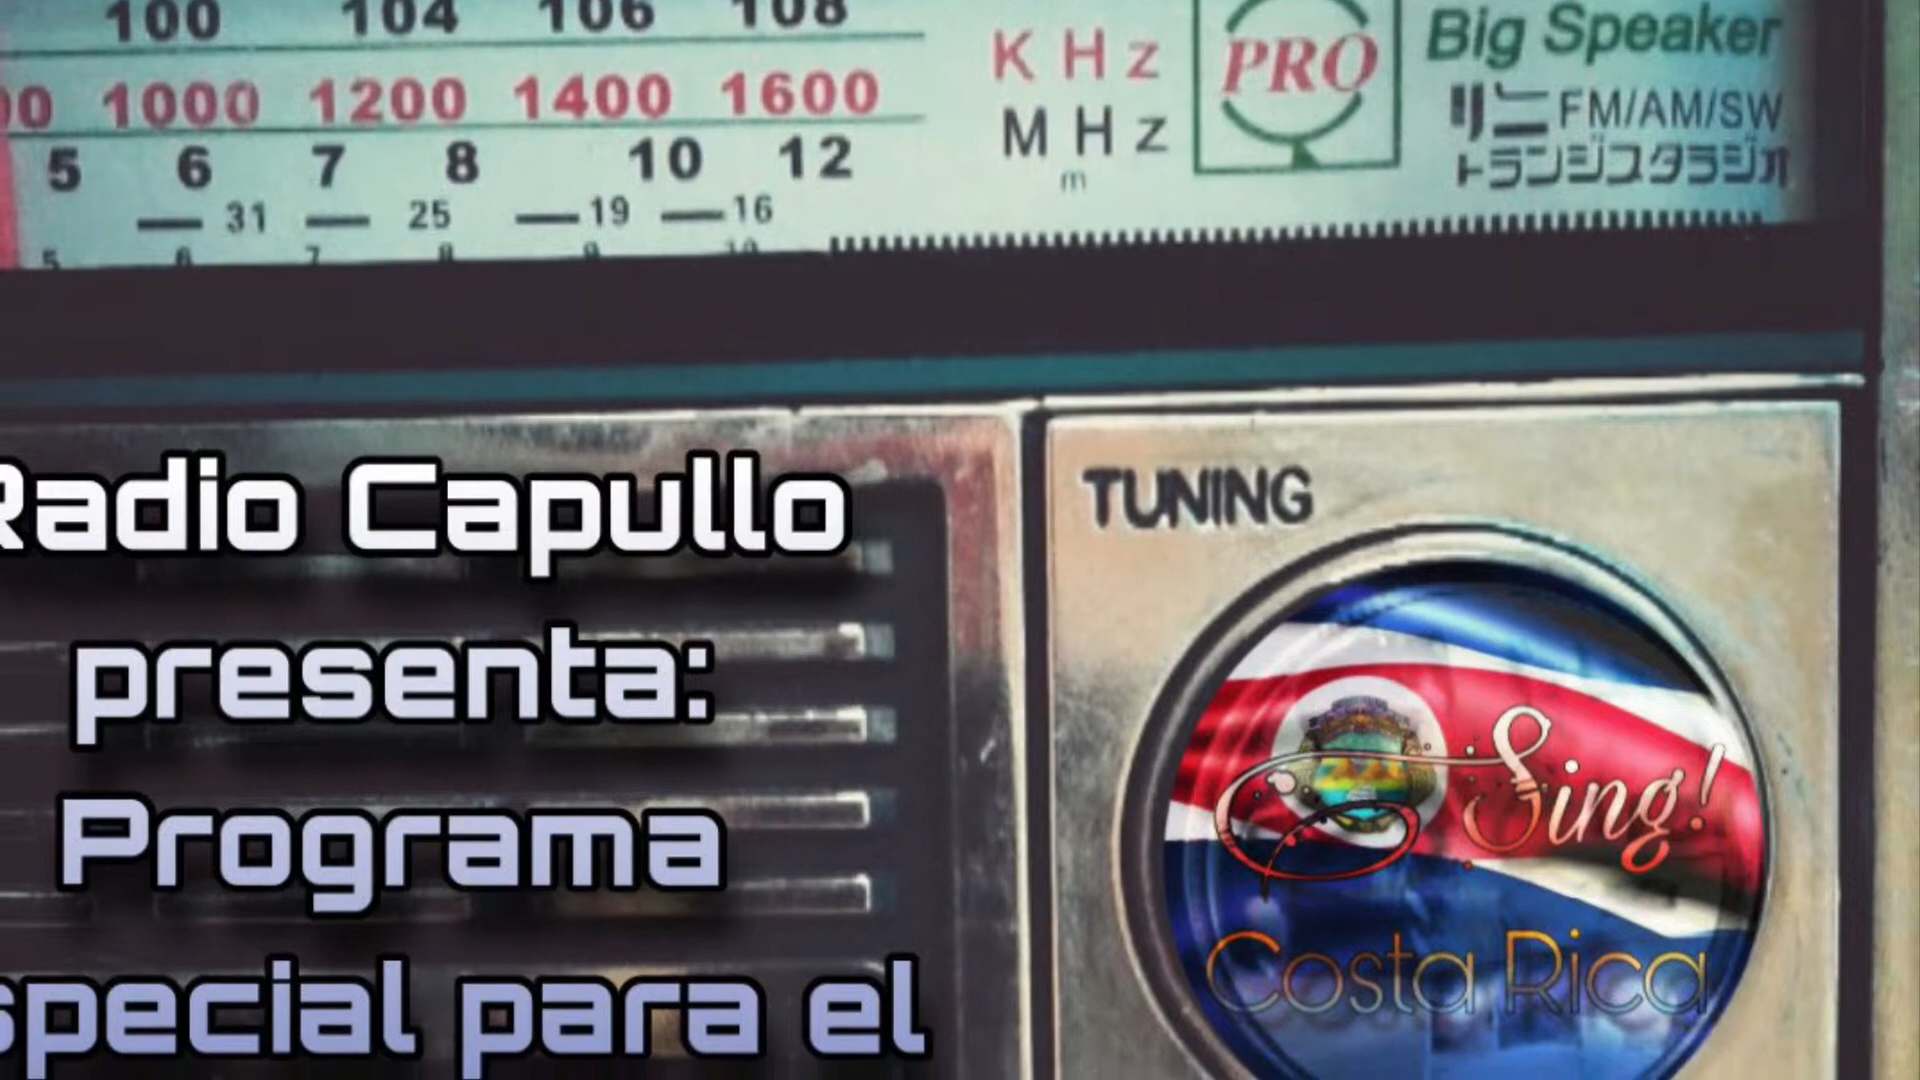 100 104 106 108
1000 1200 1400 1600
5 6 7 8 10 12
31 25 19 16
KHz
MHz
m
PRO
Big Speaker
FM/AM/SW
トランジスタラジオ
TUNING
Radio Capullo
presenta:
Programa
special para el
Sing!
Costa Rica